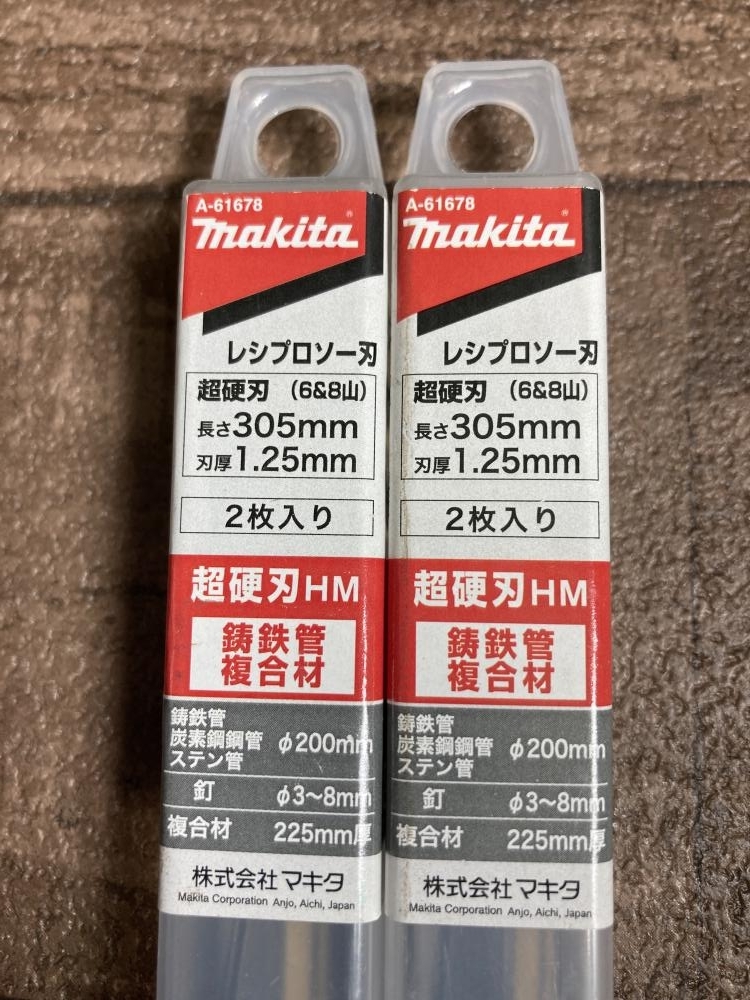 A-61678
makita
レシプロソー刃
超硬刃 (6&8山)
長さ305mm
刃厚1.25mm
2枚入り
超硬刃HM
鋳鉄管
複合材
鋳鉄管
炭素鋼鋼管 φ200mm
ステン管
釘 φ3~8mm
複合材 225mm厚
株式会社マキタ
Makita Corporation Anjo, Aichi, Japan
A-61678
makita
レシプロソー刃
超硬刃 (6&8山)
長さ305mm
刃厚1.25mm
2枚入り
超硬刃HM
鋳鉄管
複合材
鋳鉄管
炭素鋼鋼管 φ200mm
ステン管
釘 φ3~8mm
複合材 225mm厚
株式会社マキタ
Makita Corporation Anjo, Aichi, Japan